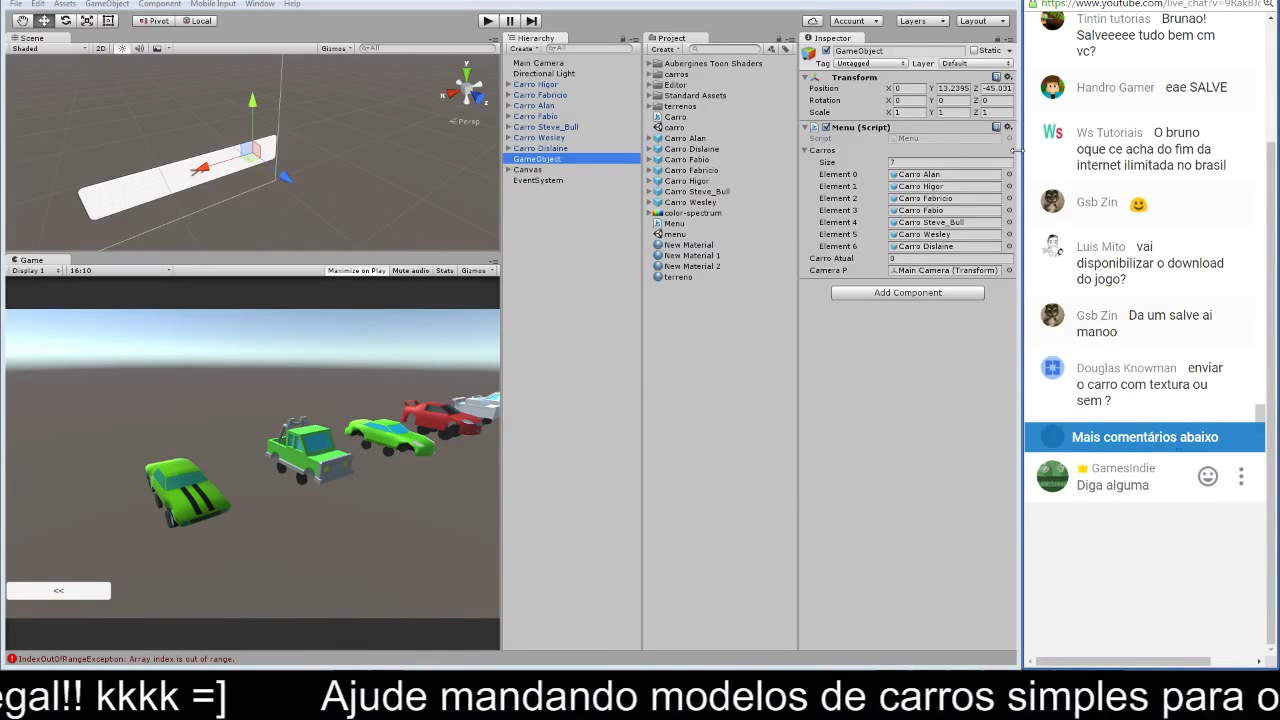 File Edit Assets GameObject Component Mobile Input Window Help
Pivot Local
Account Layers Layout
Scene
Shaded 2D Gizmos All
y
x
z
Persp
Game
Display 1 16:10 Maximize on Play Mute audio Stats Gizmos
<<
IndexOutOfRangeException: Array index is out of range.
Hierarchy
Create All
Main Camera
Directional Light
Carro Higor
Carro Fabricio
Carro Alan
Carro Fabio
Carro Steve_Bull
Carro Wesley
Carro Dislaine
GameObject
Canvas
EventSystem
Project
Create
Aubergines Toon Shaders
carros
Editor
Standard Assets
terrenos
Carro
carro
Carro Alan
Carro Dislaine
Carro Fabio
Carro Fabricio
Carro Higor
Carro Steve_Bull
Carro Wesley
color-spectrum
Menu
menu
New Material
New Material 1
New Material 2
terreno
Inspector
GameObject Static
Tag Untagged Layer Default
Transform
Position X 0 Y 13.2395 Z -45.031
Rotation X 0 Y 0 Z 0
Scale X 1 Y 1 Z 1
Menu (Script)
Script Menu
Carros
Size 7
Element 0 Carro Alan
Element 1 Carro Higor
Element 2 Carro Fabricio
Element 3 Carro Fabio
Element 4 Carro Steve_Bull
Element 5 Carro Wesley
Element 6 Carro Dislaine
Carro Atual 0
Camera P Main Camera (Transform)
Add Component
https://www.youtube.com/live_chat?v=9RakBJ
Tintin tutorias Brunao!
Salveeeee tudo bem cm
vc?
Handro Gamer eae SALVE
Ws
Ws Tutoriais O bruno
oque ce acha do fim da
internet ilimitada no brasil
Gsb Zin
Luis Mito vai
disponibilizar o download
do jogo?
Gsb Zin Da um salve ai
manoo
Douglas Knowman enviar
o carro com textura ou
sem ?
Mais comentários abaixo
GamesIndie
Diga alguma
egal!! kkkk =] Ajude mandando modelos de carros simples para o